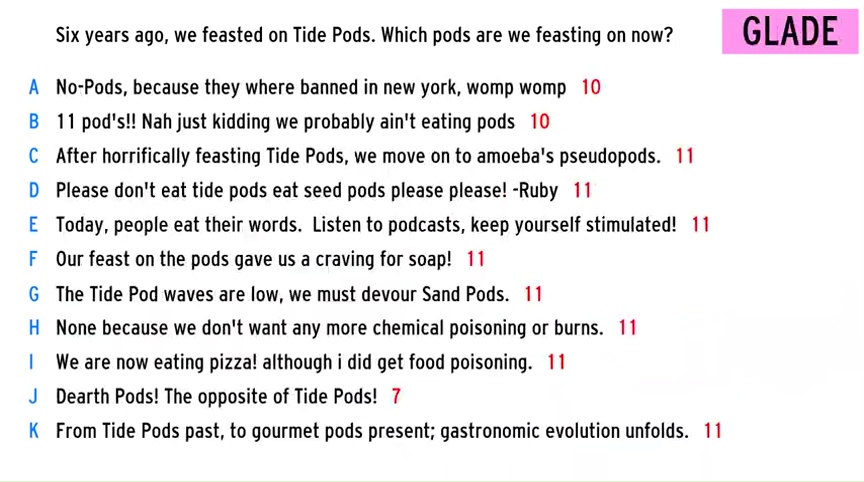 Six years ago, we feasted on Tide Pods. Which pods are we feasting on now?
GLADE
A No-Pods, because they where banned in new york, womp womp 10
B 11 pod's!! Nah just kidding we probably ain't eating pods 10
C After horrifically feasting Tide Pods, we move on to amoeba's pseudopods. 11
D Please don't eat tide pods eat seed pods please please! -Ruby 11
E Today, people eat their words. Listen to podcasts, keep yourself stimulated! 11
F Our feast on the pods gave us a craving for soap! 11
G The Tide Pod waves are low, we must devour Sand Pods. 11
H None because we don't want any more chemical poisoning or burns. 11
I We are now eating pizza! although i did get food poisoning. 11
J Dearth Pods! The opposite of Tide Pods! 7
K From Tide Pods past, to gourmet pods present; gastronomic evolution unfolds. 11